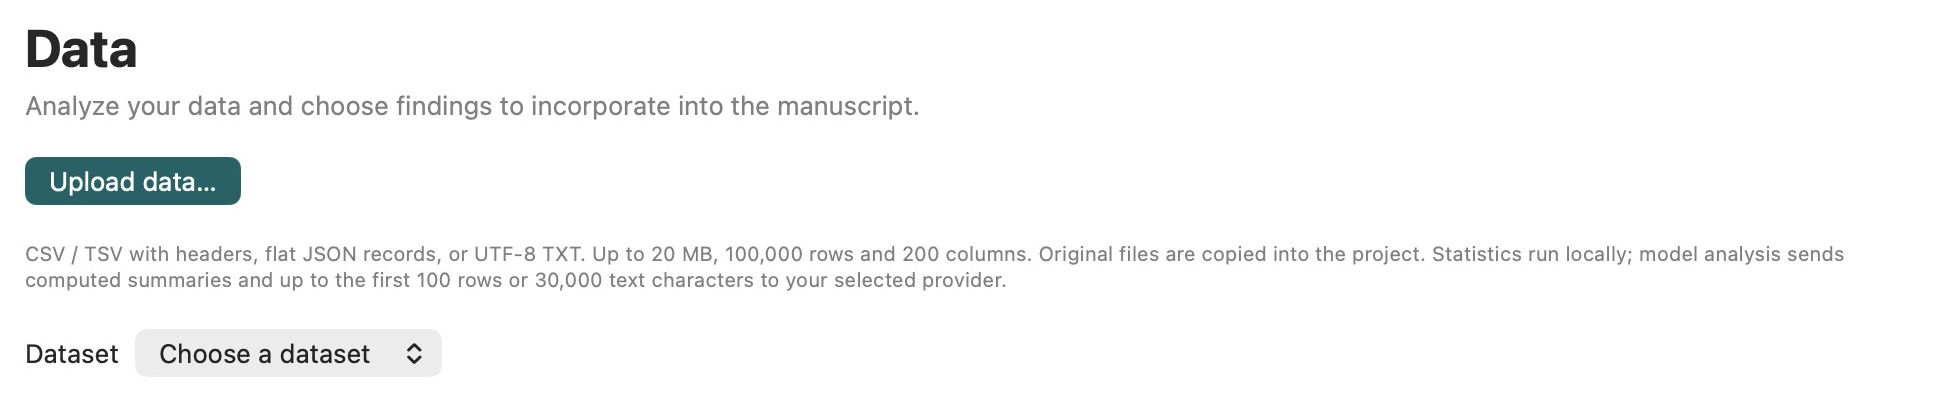 Data
Analyze your data and choose findings to incorporate into the manuscript.
Upload data...
CSV / TSV with headers, flat JSON records, or UTF-8 TXT. Up to 20 MB, 100,000 rows and 200 columns. Original files are copied into the project. Statistics run locally; model analysis sends
computed summaries and up to the first 100 rows or 30,000 text characters to your selected provider.
Dataset Choose a dataset